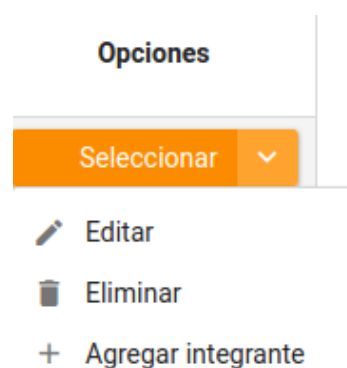 Opciones
Seleccionar
Editar
Eliminar
Agregar integrante